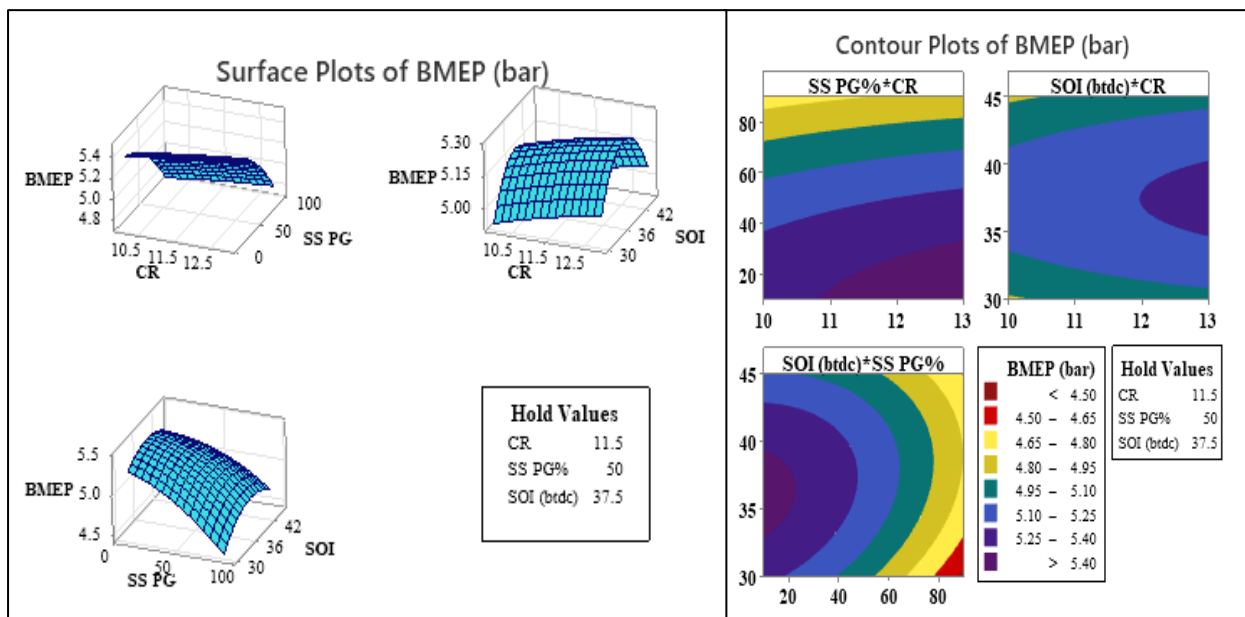 Surface Plots of BMEP (bar)
BMEP
5.4
5.2
5.0
4.8
10.5
11.5
12.5
CR
0
50
100
SS PG
BMEP
5.30
5.15
5.00
10.5
11.5
12.5
CR
30
36
42
SOI
BMEP
5.5
5.0
4.5
0
50
100
SS PG
30
36
42
SOI
Hold Values
CR 11.5
SS PG% 50
SOI (btdc) 37.5
Contour Plots of BMEP (bar)
SS PG%*CR
80
60
40
20
10 11 12 13
SOI (btdc)*CR
45
40
35
30
10 11 12 13
SOI (btdc)*SS PG%
45
40
35
30
20 40 60 80
BMEP (bar)
< 4.50
4.50 – 4.65
4.65 – 4.80
4.80 – 4.95
4.95 – 5.10
5.10 – 5.25
5.25 – 5.40
> 5.40
Hold Values
CR 11.5
SS PG% 50
SOI (btdc) 37.5